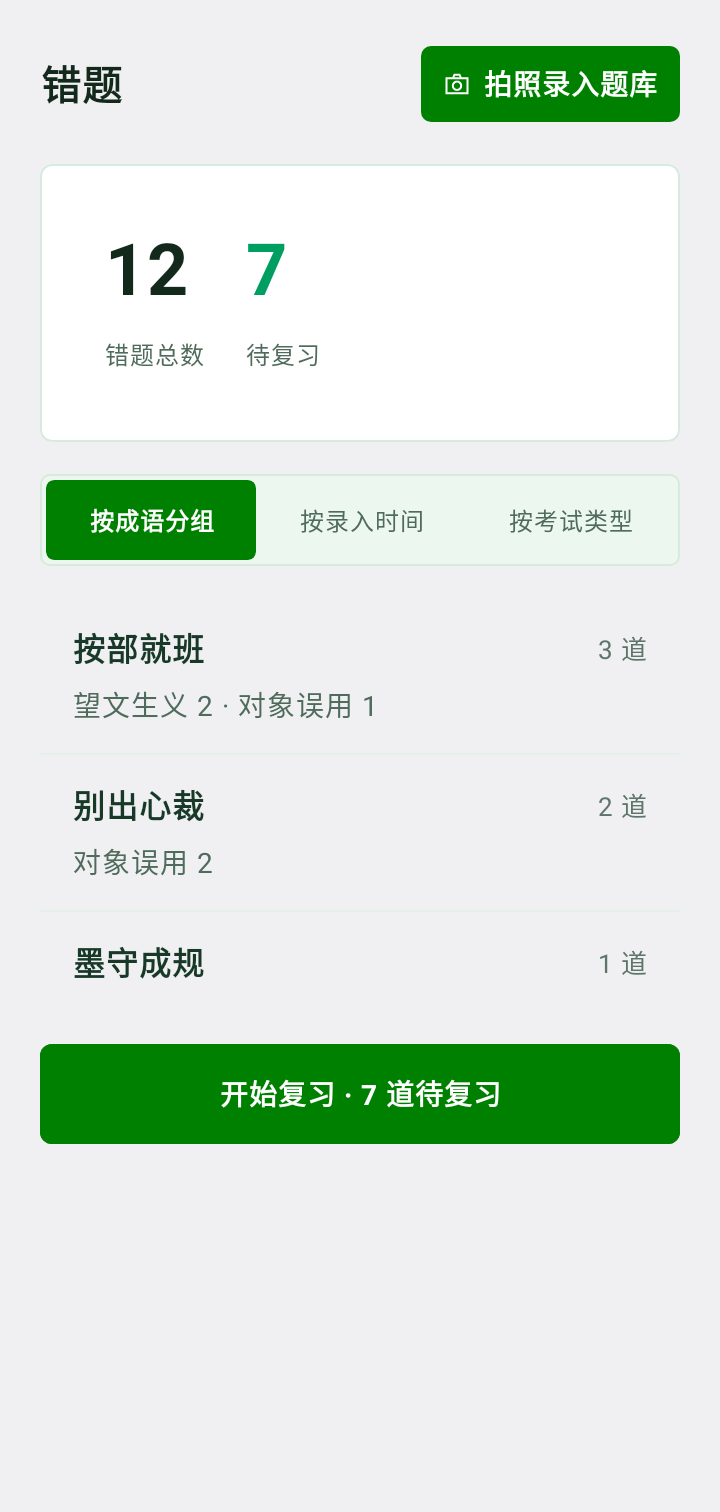 错题
拍照录入题库
12 7
错题总数 待复习
按成语分组 按录入时间 按考试类型
按部就班 3 道
望文生义 2 · 对象误用 1
别出心裁 2 道
对象误用 2
墨守成规 1 道
开始复习 · 7 道待复习